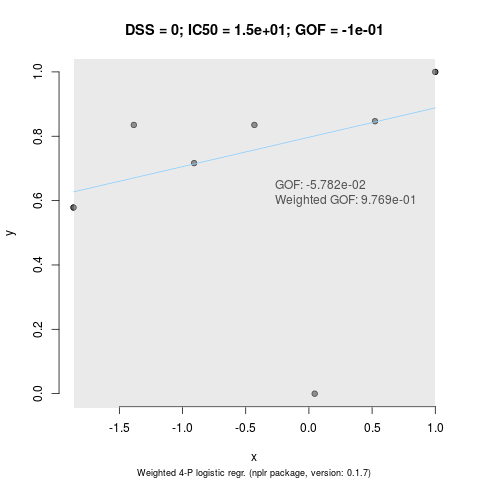 DSS = 0; IC50 = 1.5e+01; GOF = -1e-01
1.0
0.8
0.6
0.4
0.2
0.0
y
GOF: -5.782e-02
Weighted GOF: 9.769e-01
-1.5 -1.0 -0.5 0.0 0.5 1.0
x
Weighted 4-P logistic regr. (nplr package, version: 0.1.7)